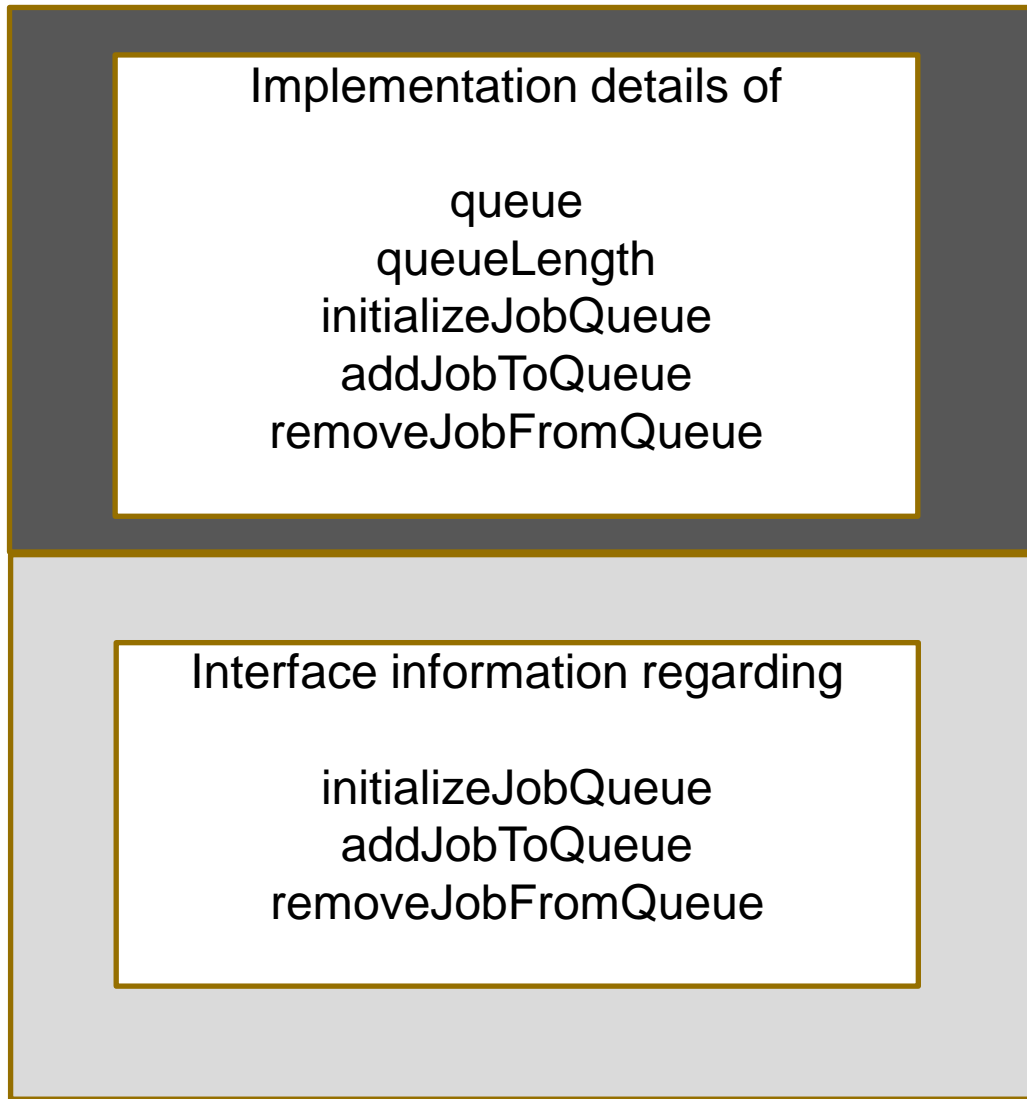 Implementation details of
queue
queueLength
initializeJobQueue
addJobToQueue
removeJobFromQueue
Interface information regarding
initializeJobQueue
addJobToQueue
removeJobFromQueue